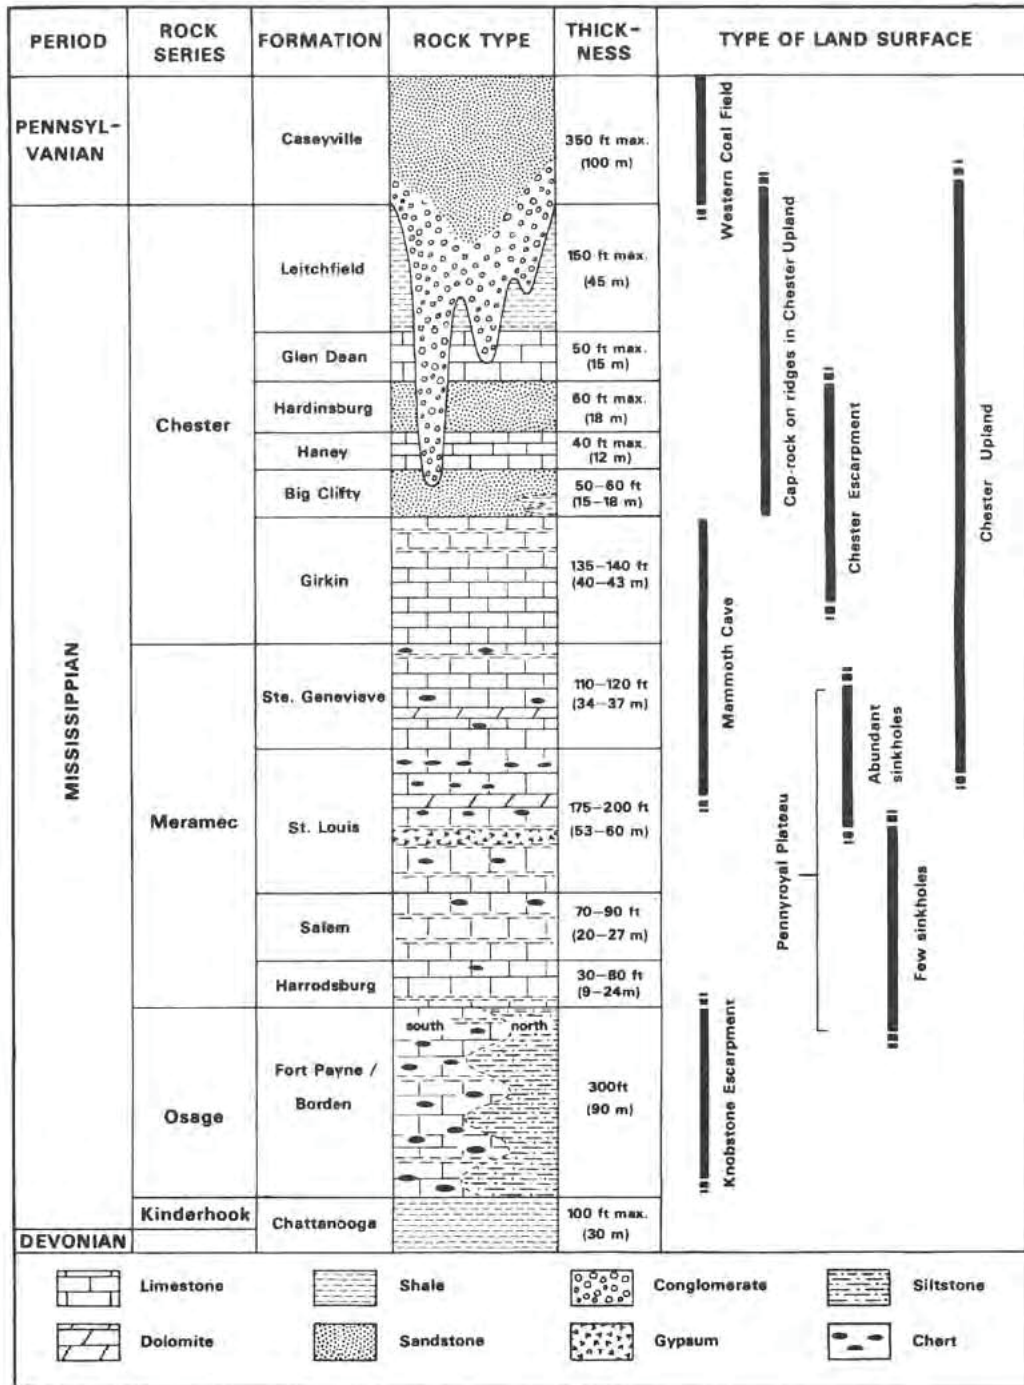 PERIOD
ROCK
SERIES
FORMATION
ROCK TYPE
THICK-
NESS
TYPE OF LAND SURFACE
PENNSYL-
VANIAN
Caseyville
350 ft max.
(100 m)
MISSISSIPPIAN
Chester
Leitchfield
150 ft max.
(45 m)
Glen Dean
50 ft max.
(15 m)
Hardinsburg
60 ft max.
(18 m)
Haney
40 ft max.
(12 m)
Big Clifty
50–60 ft
(15–18 m)
Girkin
135–140 ft
(40–43 m)
Meramec
Ste. Genevieve
110–120 ft
(34–37 m)
St. Louis
175–200 ft
(53–60 m)
Salem
70–90 ft
(20–27 m)
Harrodsburg
30–80 ft
(9–24m)
Osage
Fort Payne /
Borden
south
north
300ft
(90 m)
Kinderhook
Chattanooga
100 ft max.
(30 m)
DEVONIAN
Western Coal Field
Cap-rock on ridges in Chester Upland
Chester Escarpment
Chester Upland
Mammoth Cave
Pennyroyal Plateau
Abundant
sinkholes
Few sinkholes
Knobstone Escarpment
Limestone
Shale
Conglomerate
Siltstone
Dolomite
Sandstone
Gypsum
Chert